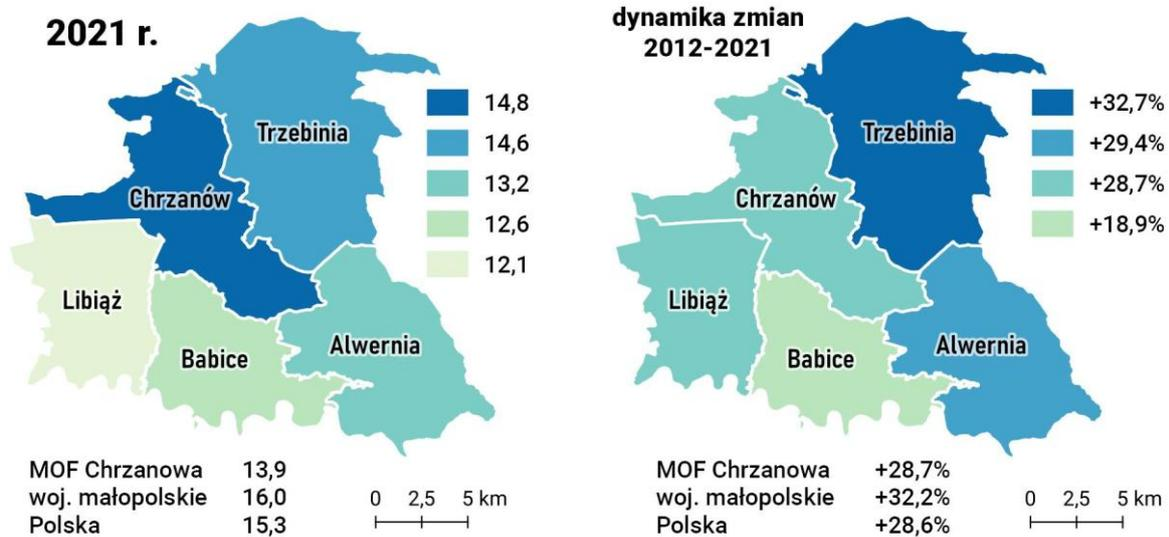 2021 r.
14,8
14,6
13,2
12,6
12,1
Trzebinia
Chrzanów
Libiąż
Babice
Alwernia
MOF Chrzanowa 13,9
woj. małopolskie 16,0
Polska 15,3
0 2,5 5 km
dynamika zmian
2012-2021
+32,7%
+29,4%
+28,7%
+18,9%
Trzebinia
Chrzanów
Libiąż
Babice
Alwernia
MOF Chrzanowa +28,7%
woj. małopolskie +32,2%
Polska +28,6%
0 2,5 5 km